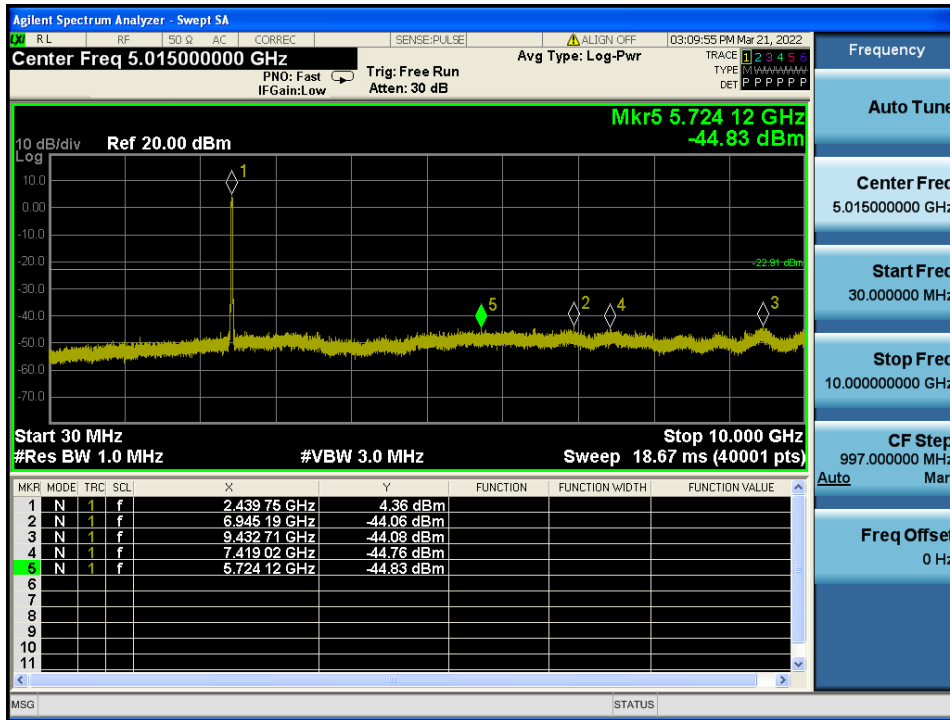 Agilent Spectrum Analyzer - Swept SA
LXI RL RF 50 Ω AC CORREC SENSE:PULSE ALIGN OFF 03:09:55 PM Mar 21, 2022
Center Freq 5.015000000 GHz
PNO: Fast
IFGain:Low
Trig: Free Run
Atten: 30 dB
Avg Type: Log-Pwr
TRACE 1 2 3 4 5 6
TYPE M W W W W W
DET P P P P P P
Mkr5 5.724 12 GHz
-44.83 dBm
10 dB/div Ref 20.00 dBm
Log
10.0
0.00
-10.0
-20.0
-30.0
-40.0
-50.0
-60.0
-70.0
1
5
2
4
3
-22.91 dBm
Start 30 MHz Stop 10.000 GHz
#Res BW 1.0 MHz #VBW 3.0 MHz Sweep 18.67 ms (40001 pts)
MKR MODE TRC SCL X Y FUNCTION FUNCTION WIDTH FUNCTION VALUE
1 N 1 f 2.439 75 GHz 4.36 dBm
2 N 1 f 6.945 19 GHz -44.06 dBm
3 N 1 f 9.432 71 GHz -44.08 dBm
4 N 1 f 7.419 02 GHz -44.76 dBm
5 N 1 f 5.724 12 GHz -44.83 dBm
6
7
8
9
10
11
MSG STATUS
Frequency
Auto Tune
Center Freq
5.015000000 GHz
Start Freq
30.000000 MHz
Stop Freq
10.000000000 GHz
CF Step
997.000000 MHz
Auto Man
Freq Offset
0 Hz